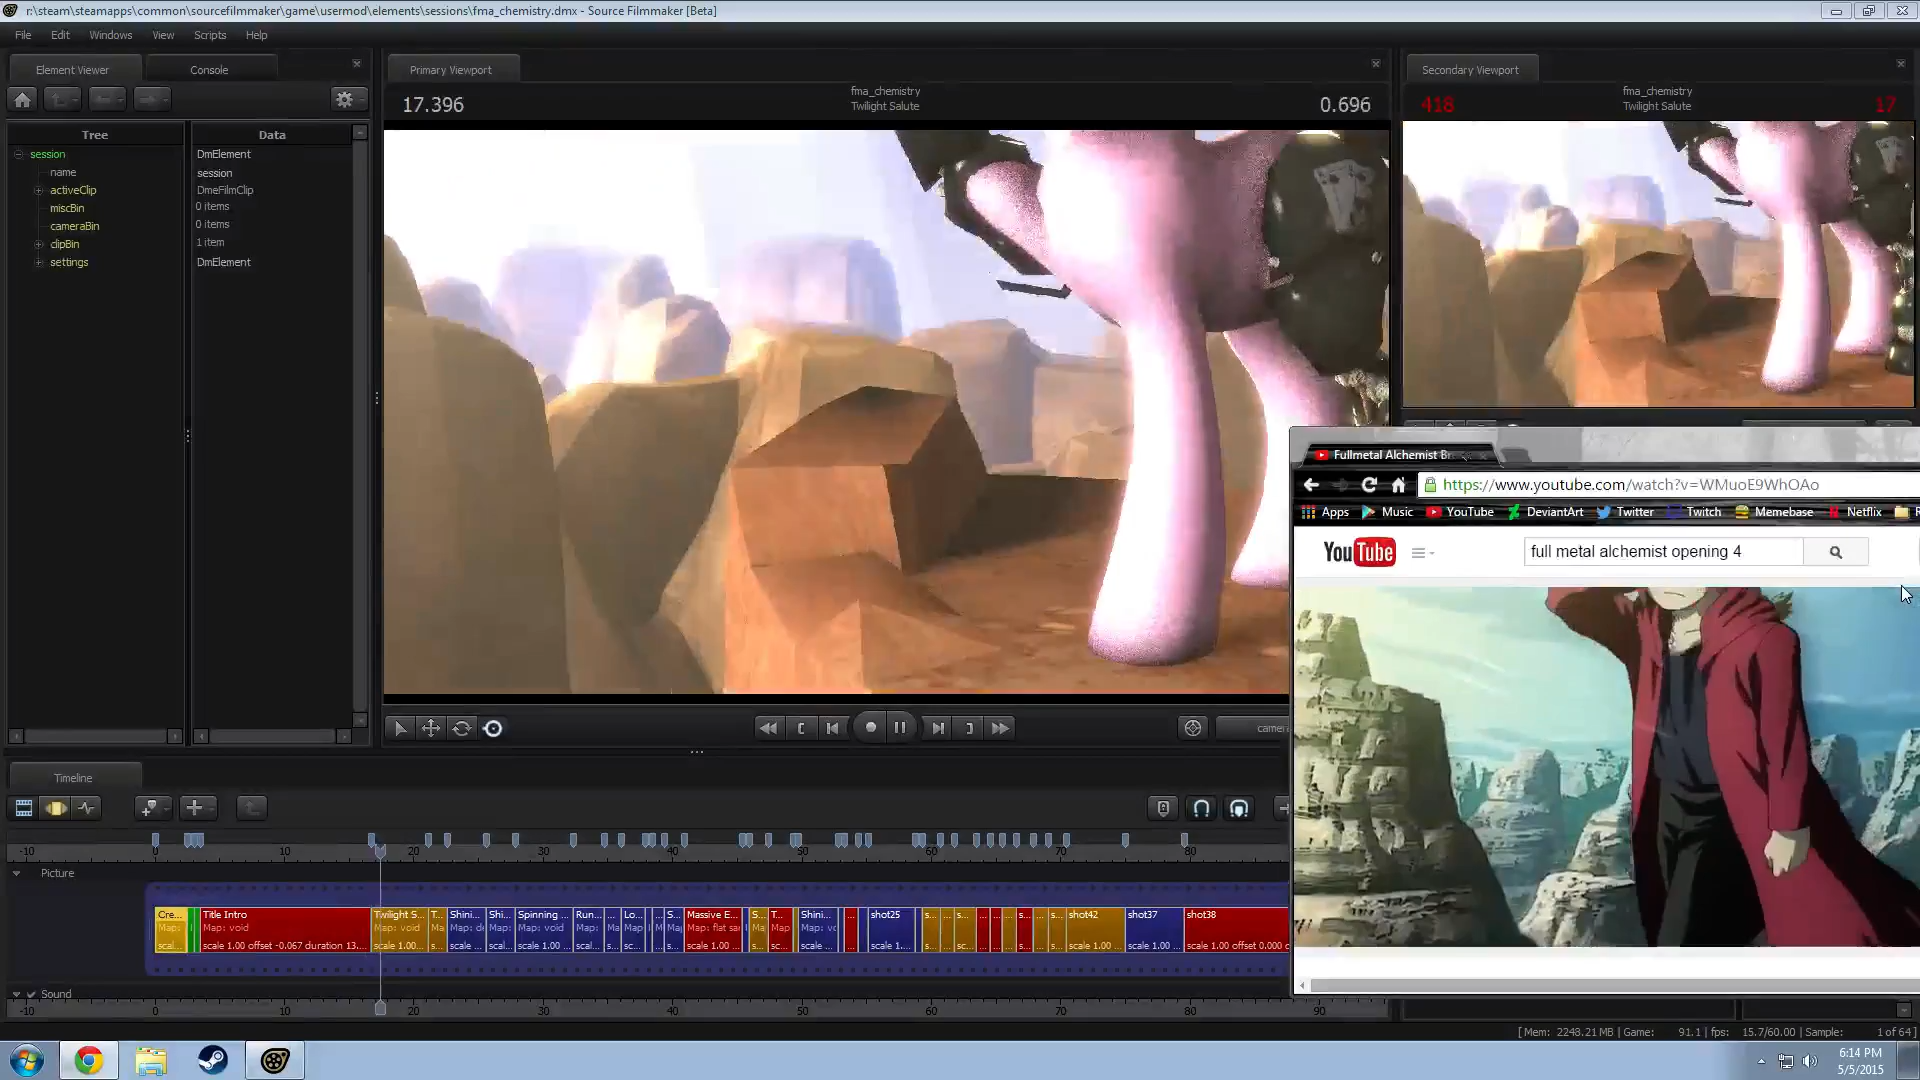 r:\steam\steamapps\common\sourcefilmmaker\game\usermod\elements\sessions\fma_chemistry.dmx - Source Filmmaker [Beta]
File Edit Windows View Scripts Help
Element Viewer Console
Tree Data
session DmElement
name session
activeClip DmeFilmClip
miscBin 0 items
cameraBin 0 items
clipBin 1 item
settings DmElement
Primary Viewport
17.396 fma_chemistry 0.696
Twilight Salute
Secondary Viewport
418 fma_chemistry 17
Twilight Salute
Fullmetal Alchemist Br
https://www.youtube.com/watch?v=WMuoE9WhOAo
Apps Music YouTube DeviantArt Twitter Twitch Memebase Netflix
YouTube full metal alchemist opening 4
camera
Timeline
-10 0 10 20 30 40 50 60 70 80
Picture
Cre... Title Intro Twilight S... T... Shini... Shi... Spinning ... Run... Lo... S... Massive E... S... T... Shini... shot25 s... s... s... s... s... s... shot42 shot37 shot38
Map: Map: void Map: void Map: Map: Map: void Map: void Map: flat sa Map: Map: vo
scal... scale 1.00 offset -0.067 duration 13.... scale 1.00... s... scale ... sc... scale 1.00 ... scale... sc... s... scale 1.00 ... s... sc... scale ... scale 1.... s... sc... scale 1.00 ... scale 1.00 ... scale 1.00 offset 0.000 d
Sound
-10 0 10 20 30 40 50 60 70 80 90
[ Mem: 2248.21 MB | Game: 91.1 | fps: 15.7/60.00 | Sample: 1 of 64 ]
6:14 PM
5/5/2015